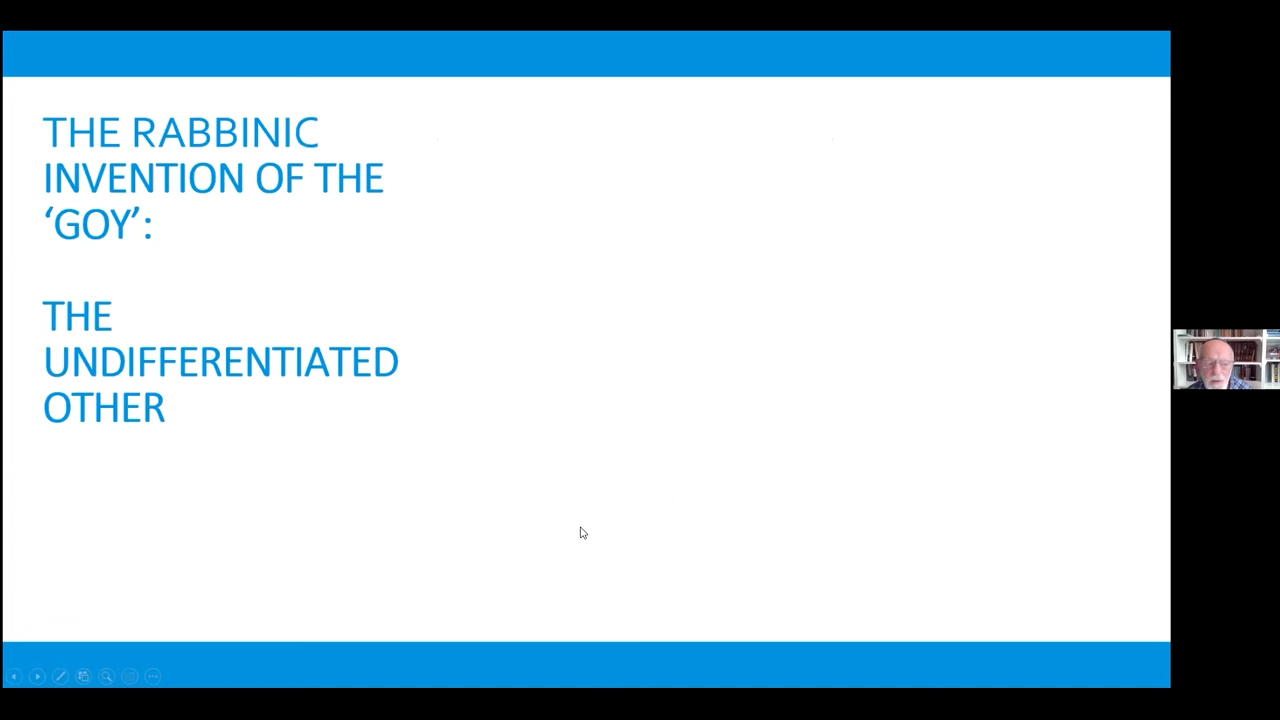 THE RABBINIC
INVENTION OF THE
‘GOY’:
THE
UNDIFFERENTIATED
OTHER